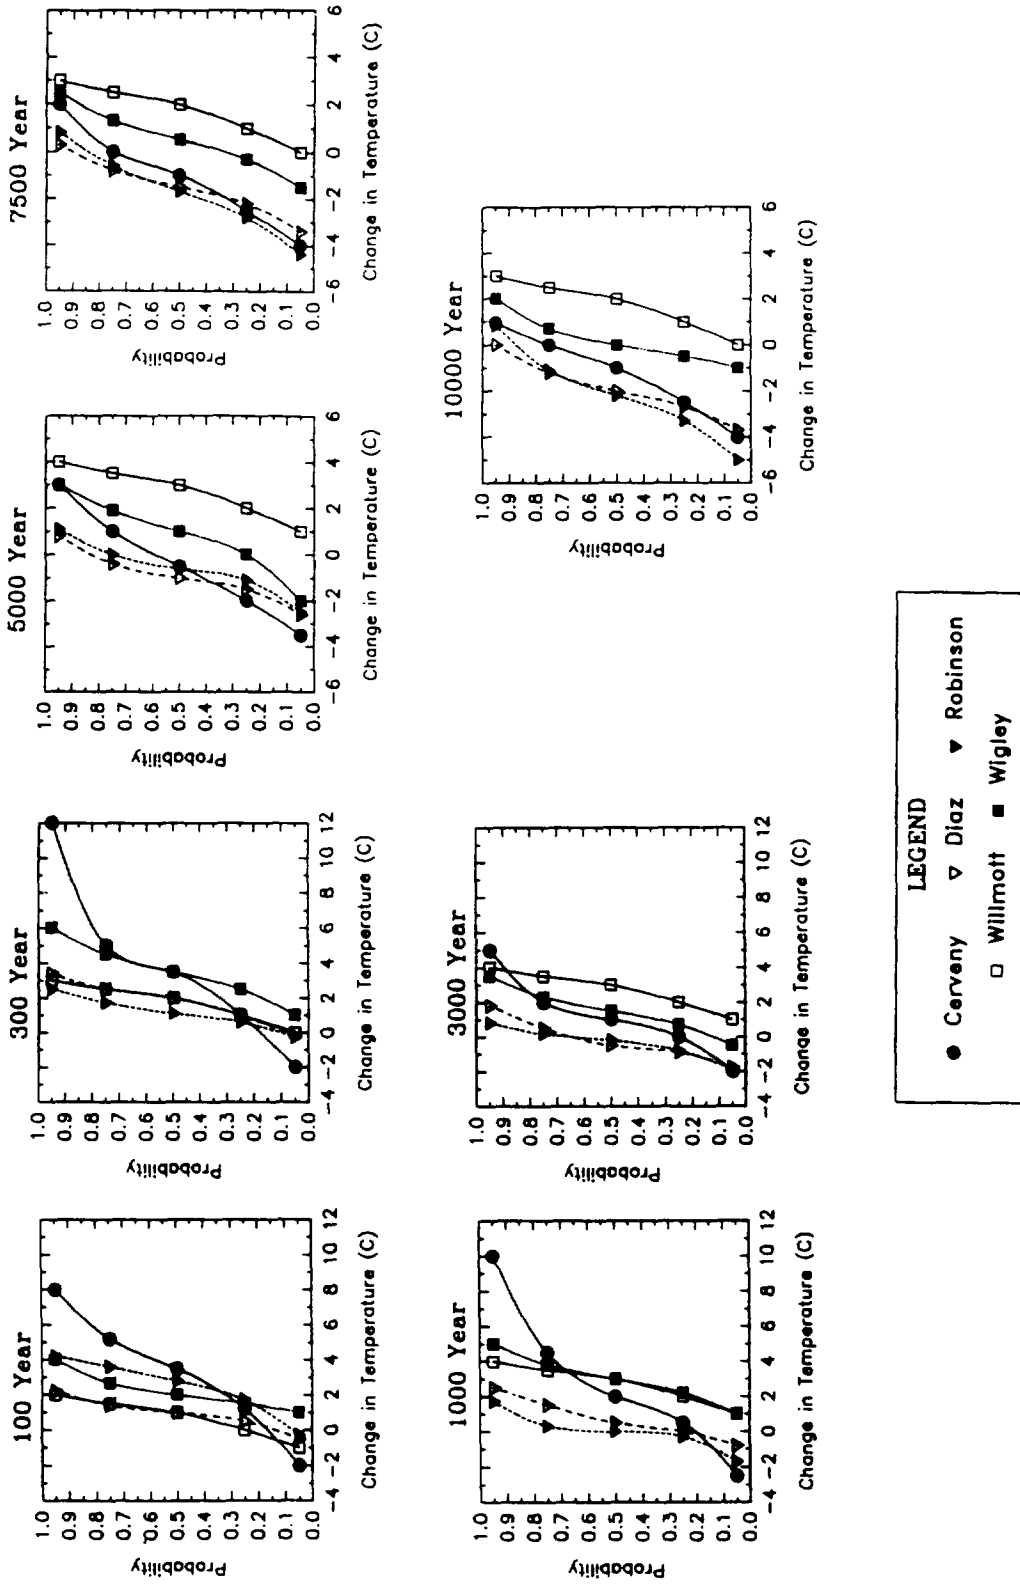 100 Year
Probability
1.0
0.9
0.8
0.7
0.6
0.5
0.4
0.3
0.2
0.1
0.0
-4 -2 0 2 4 6 8 10 12
Change in Temperature (C)
300 Year
Probability
1.0
0.9
0.8
0.7
0.6
0.5
0.4
0.3
0.2
0.1
0.0
-4 -2 0 2 4 6 8 10 12
Change in Temperature (C)
5000 Year
Probability
1.0
0.9
0.8
0.7
0.6
0.5
0.4
0.3
0.2
0.1
0.0
-6 -4 -2 0 2 4 6
Change in Temperature (C)
7500 Year
Probability
1.0
0.9
0.8
0.7
0.6
0.5
0.4
0.3
0.2
0.1
0.0
-6 -4 -2 0 2 4 6
Change in Temperature (C)
1000 Year
Probability
1.0
0.9
0.8
0.7
0.6
0.5
0.4
0.3
0.2
0.1
0.0
-4 -2 0 2 4 6 8 10 12
Change in Temperature (C)
3000 Year
Probability
1.0
0.9
0.8
0.7
0.6
0.5
0.4
0.3
0.2
0.1
0.0
-4 -2 0 2 4 6 8 10 12
Change in Temperature (C)
10000 Year
Probability
1.0
0.9
0.8
0.7
0.6
0.5
0.4
0.3
0.2
0.1
0.0
-6 -4 -2 0 2 4 6
Change in Temperature (C)
LEGEND
Cerveny Diaz Robinson
Willmott Wigley